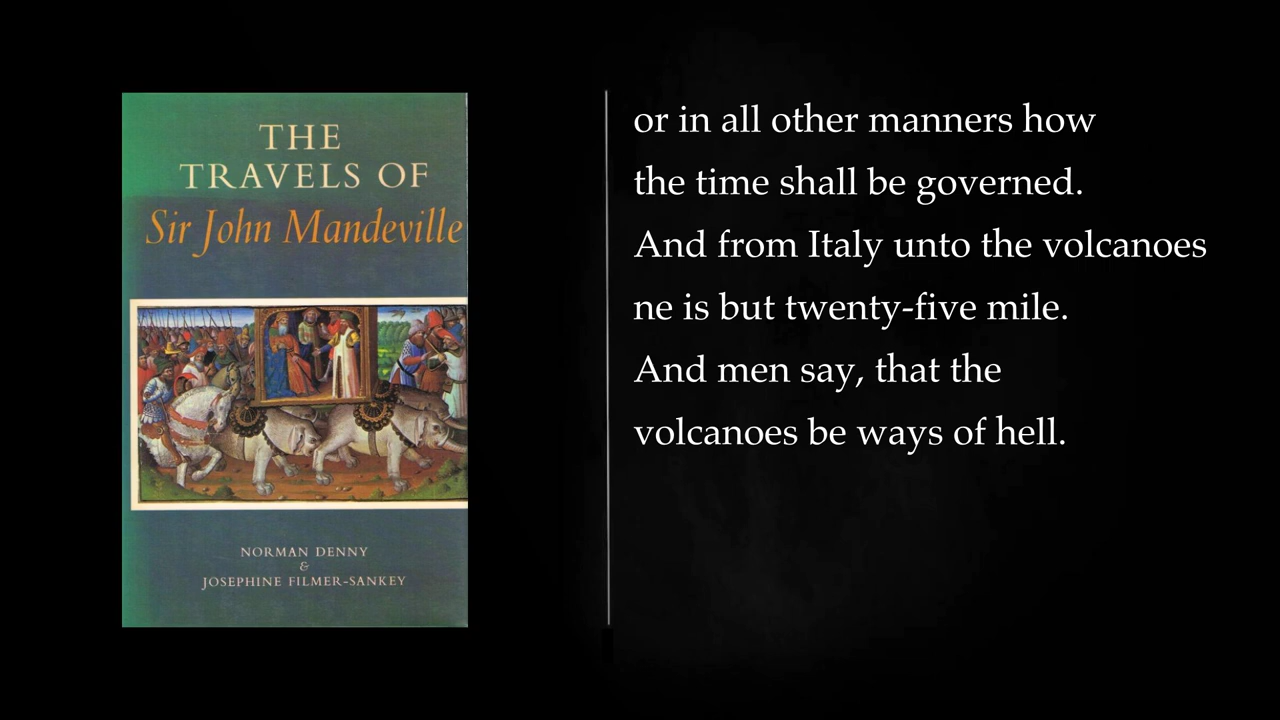 THE
TRAVELS OF
Sir John Mandeville
NORMAN DENNY
&
JOSEPHINE FILMER-SANKEY
or in all other manners how
the time shall be governed.
And from Italy unto the volcanoes
ne is but twenty-five mile.
And men say, that the
volcanoes be ways of hell.